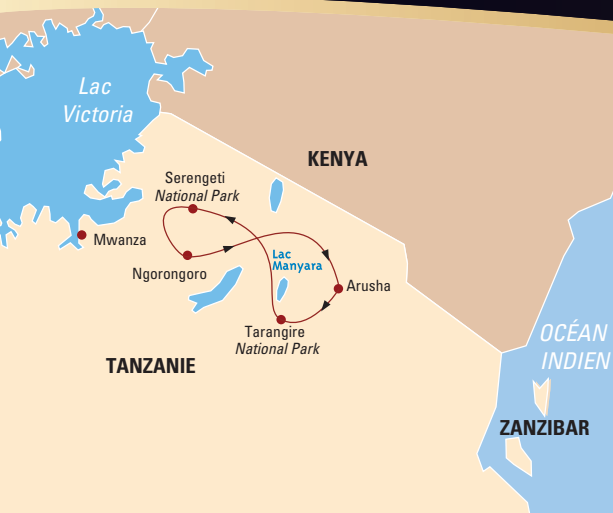 Lac
Victoria
KENYA
Serengeti
National Park
Mwanza
Ngorongoro
Lac
Manyara
Arusha
Tarangire
National Park
TANZANIE
OCÉAN
INDIEN
ZANZIBAR